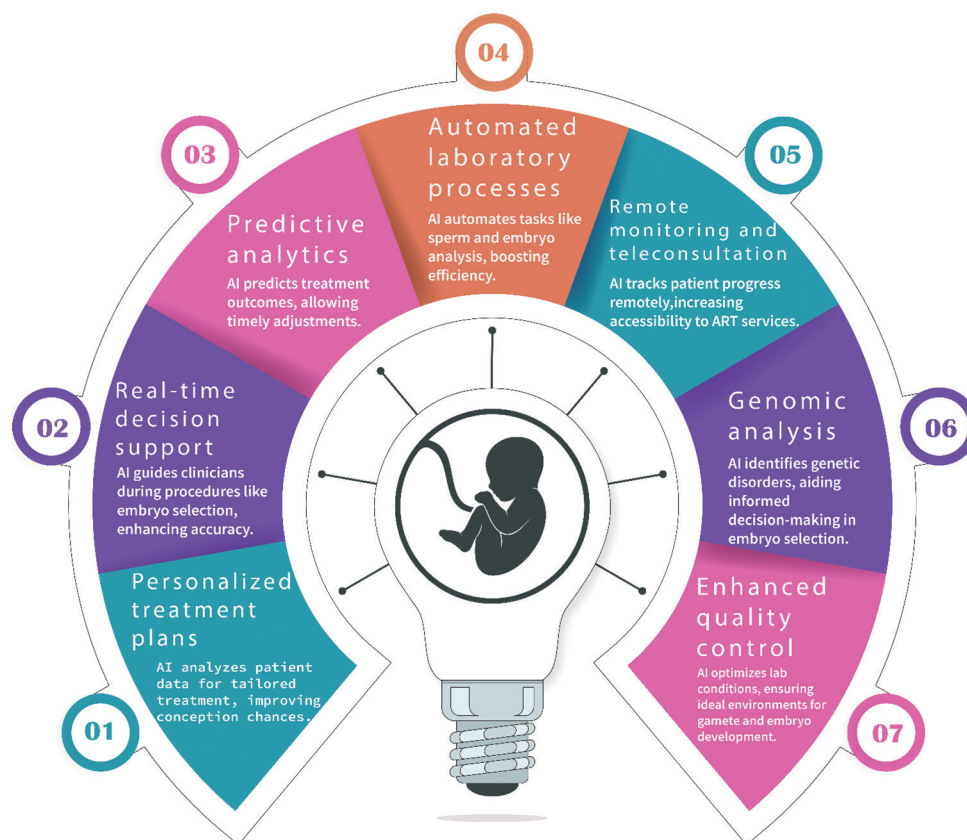 01
Personalized
treatment
plans
AI analyzes patient
data for tailored
treatment, improving
conception chances.
02
Real-time
decision
support
AI guides clinicians
during procedures like
embryo selection,
enhancing accuracy.
03
Predictive
analytics
AI predicts treatment
outcomes, allowing
timely adjustments.
04
Automated
laboratory
processes
AI automates tasks like
sperm and embryo
analysis, boosting
efficiency.
05
Remote
monitoring and
teleconsultation
AI tracks patient progress
remotely,increasing
accessibility to ART services.
06
Genomic
analysis
AI identifies genetic
disorders, aiding
informed
decision-making in
embryo selection.
07
Enhanced
quality
control
AI optimizes lab
conditions, ensuring
ideal environments for
gamete and embryo
development.